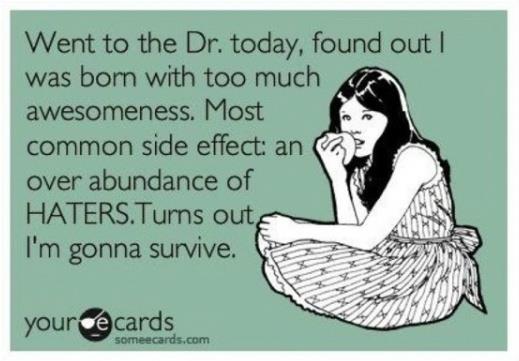 Went to the Dr. today, found out I
was born with too much
awesomeness. Most
common side effect: an
over abundance of
HATERS.Turns out,
I'm gonna survive.
your e cards
someecards.com